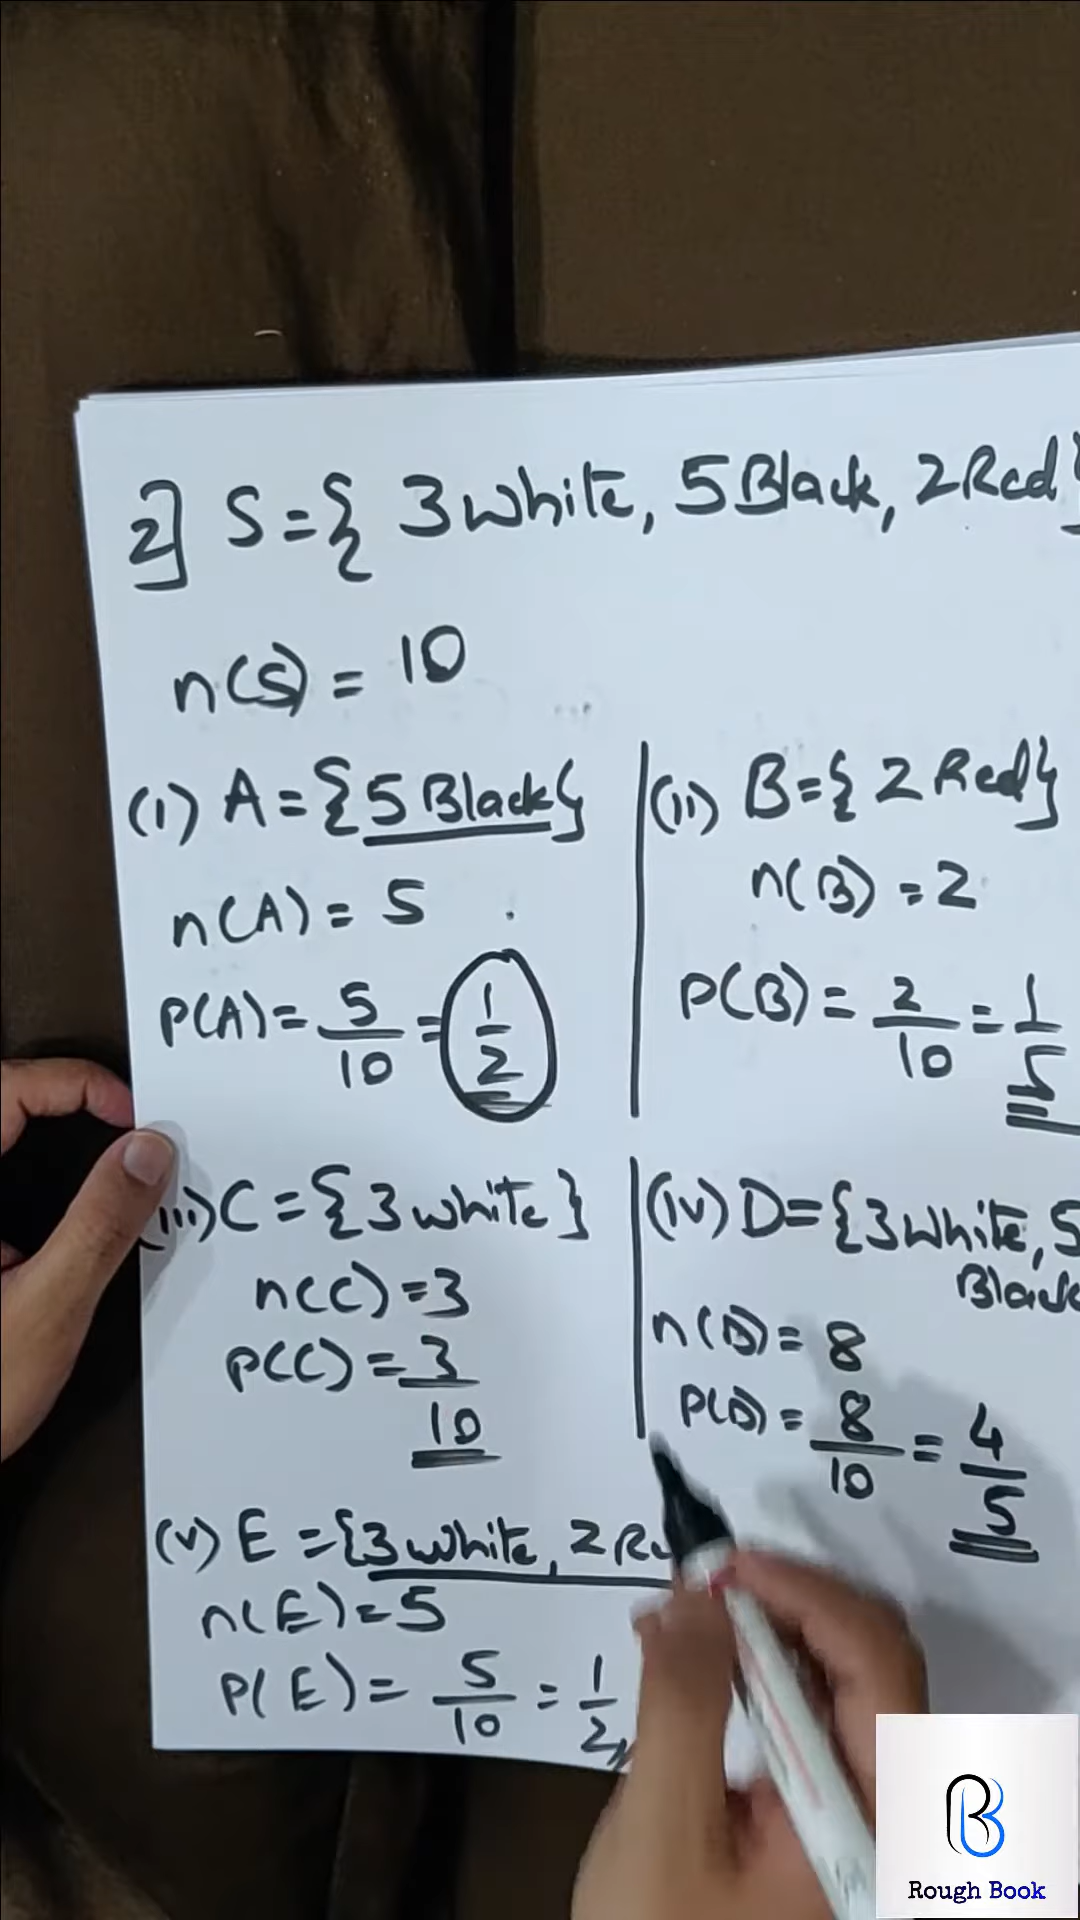 2] S={ 3 white, 5 Black, 2 Red}
n(S) = 10
(i) A = {5 Black}
n(A) = 5
P(A) = 5/10 = 1/2
(ii) B={ 2 Red}
n(B) = 2
P(B) = 2/10 = 1/5
(iii) C = {3 white }
n(C) = 3
P(C) = 3/10
(iv) D= {3 white, 5
Black
n(D) = 8
P(D) = 8/10 = 4/5
(v) E = {3 white, 2
n(E) = 5
P(E) = 5/10 = 1/2
B
Rough Book